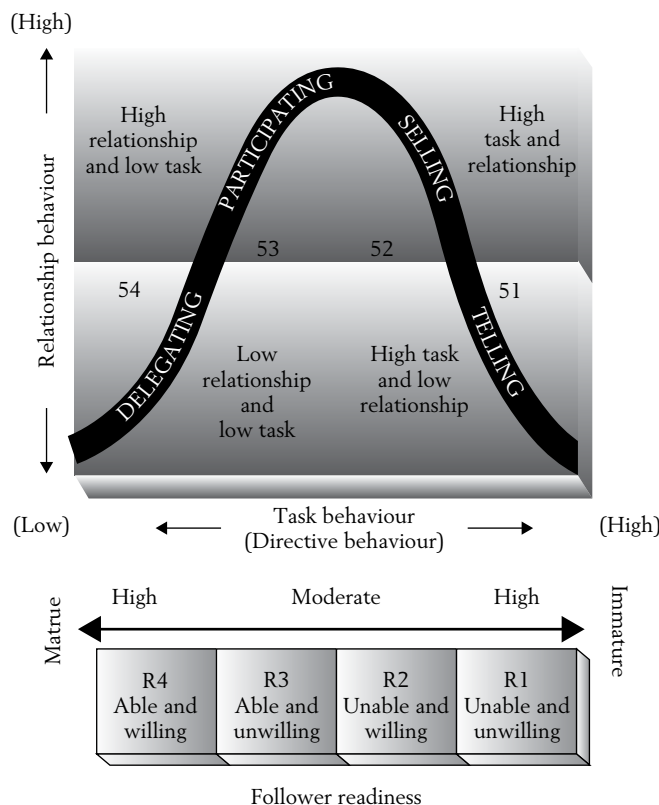 (High)
High
relationship
and low task
PARTICIPATING
SELLING
High
task and
relationship
Relationship behaviour
53
52
54
51
DELEGATING
Low
relationship
and
low task
High task
and low
relationship
TELLING
(Low)
Task behaviour
(Directive behaviour)
(High)
Matrue
High
Moderate
High
Immature
R4
Able and
willing
R3
Able and
unwilling
R2
Unable and
willing
R1
Unable and
unwilling
Follower readiness